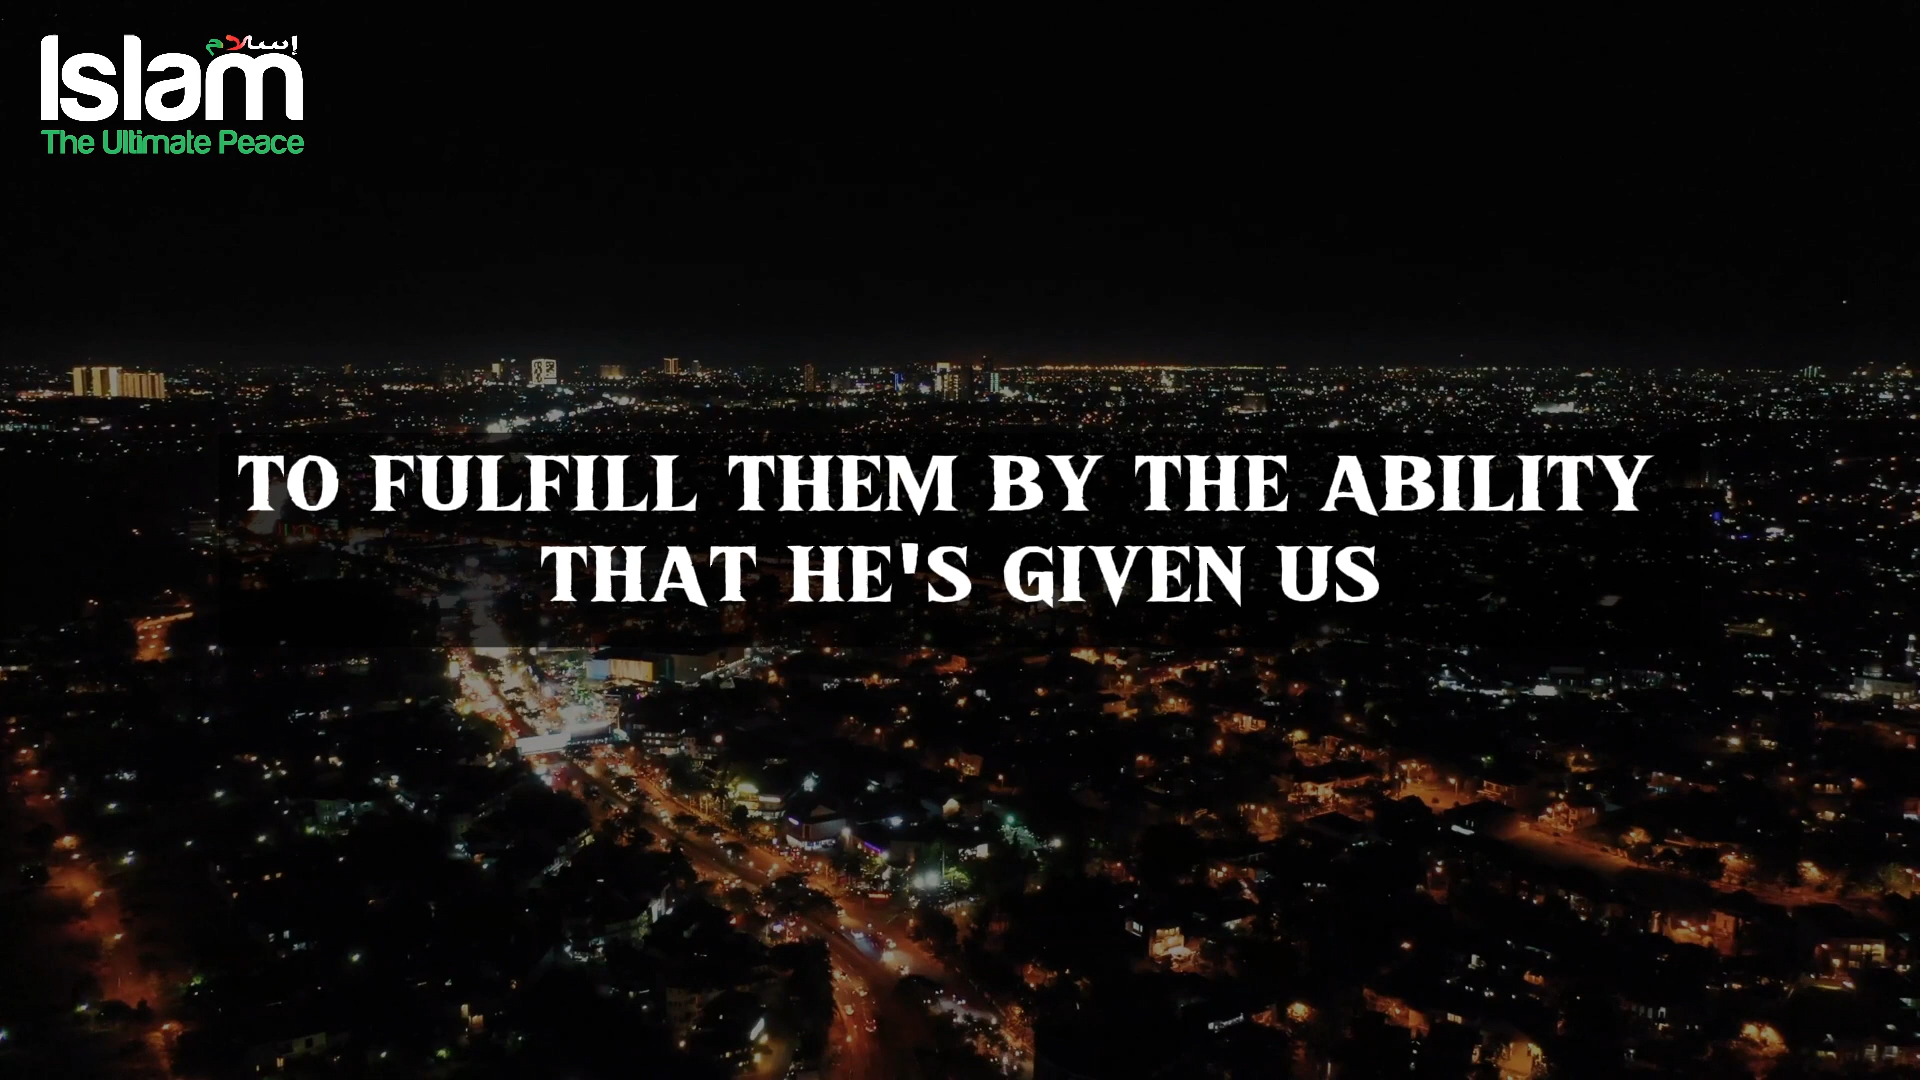 إسلام
Islam
The Ultimate Peace
TO FULFILL THEM BY THE ABILITY
THAT HE'S GIVEN US